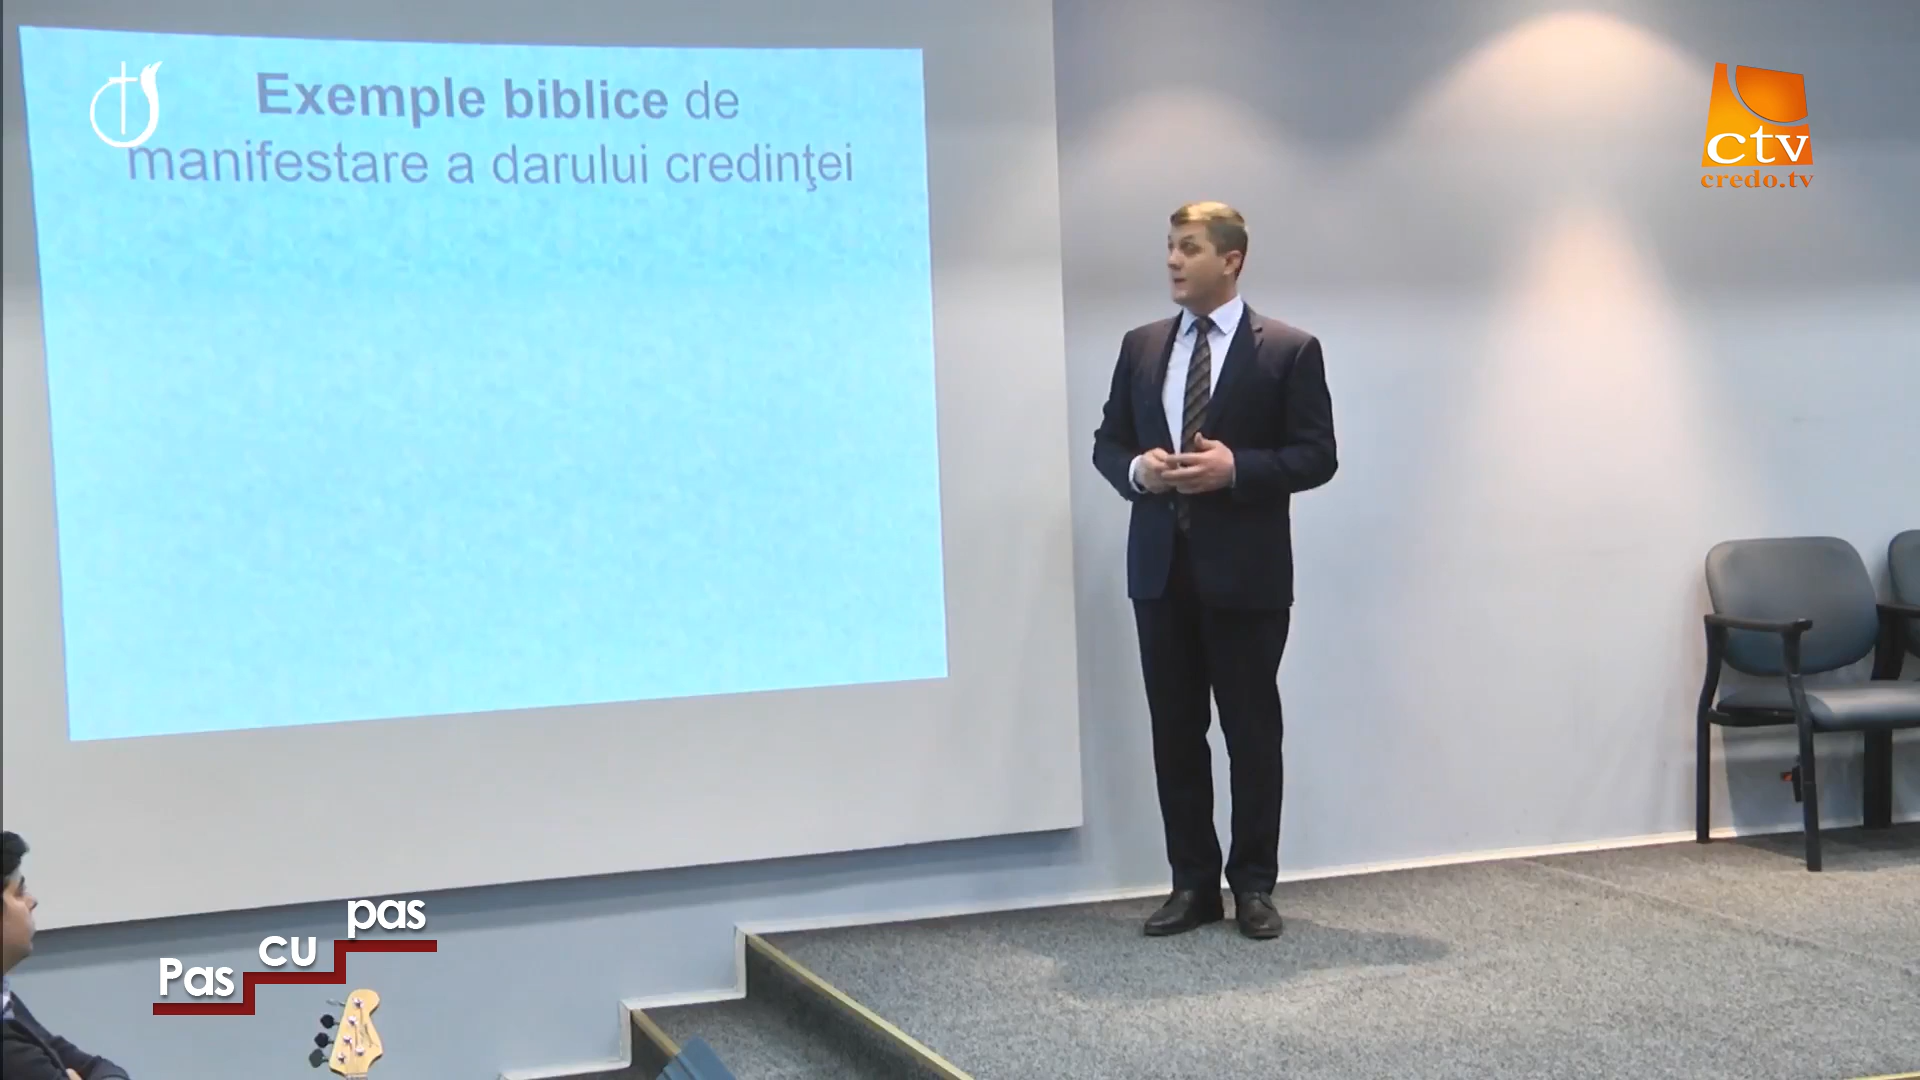 Exemple biblice de
manifestare a darului credinţei
ctv
credo.tv
Pas
cu
pas